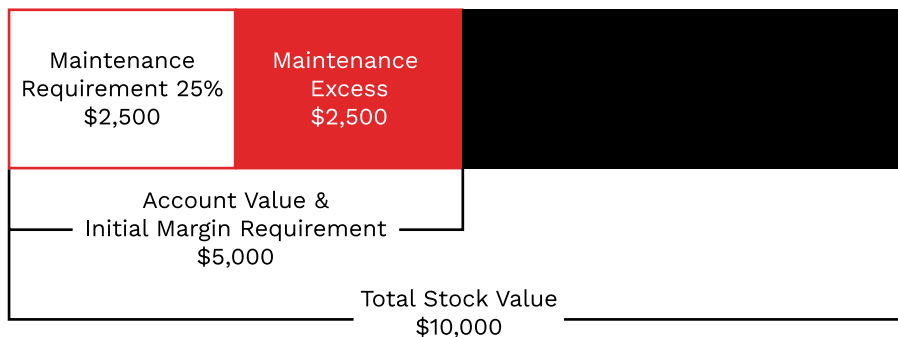 Maintenance
Requirement 25%
$2,500
Maintenance
Excess
$2,500
Account Value &
Initial Margin Requirement
$5,000
Total Stock Value
$10,000